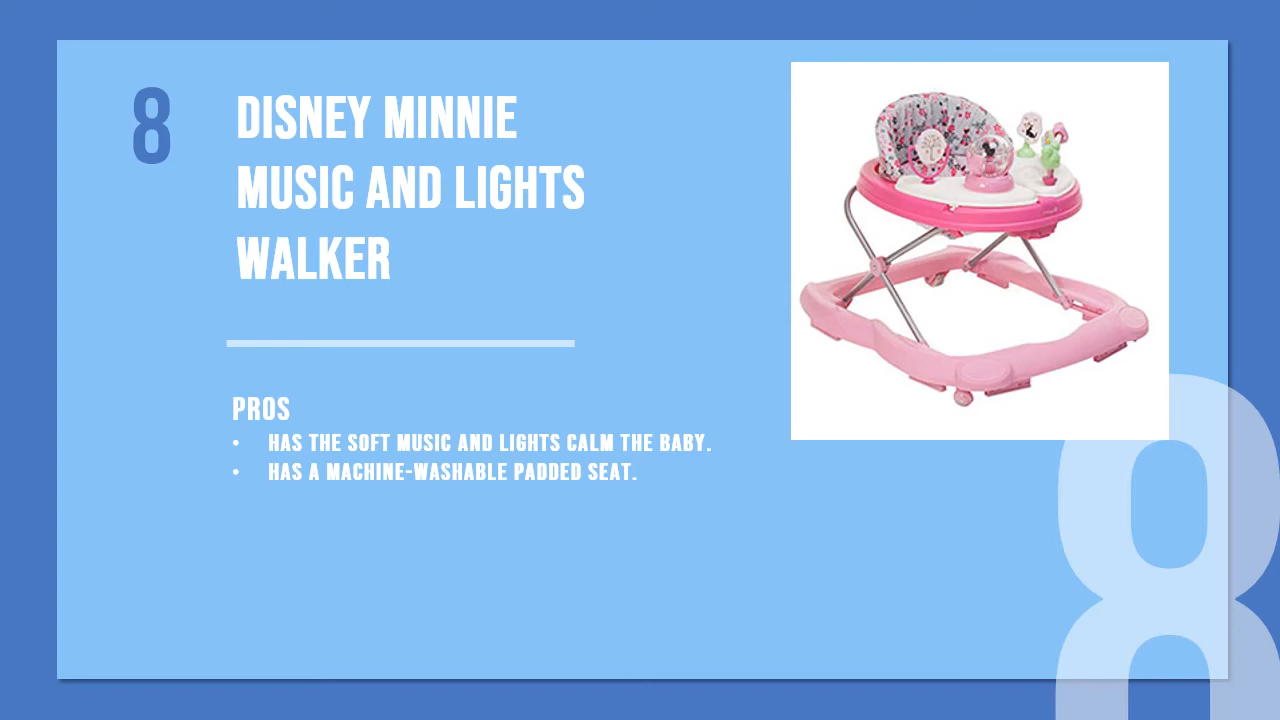 8
DISNEY MINNIE
MUSIC AND LIGHTS
WALKER
PROS
• HAS THE SOFT MUSIC AND LIGHTS CALM THE BABY.
• HAS A MACHINE-WASHABLE PADDED SEAT.
8